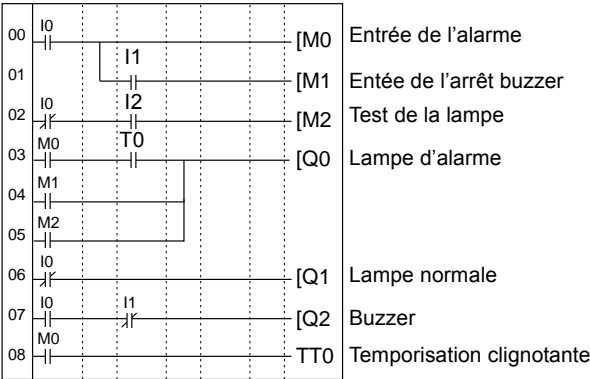 I0
00 [M0 Entrée de l'alarme
I1
01 [M1 Entée de l'arrêt buzzer
I0 I2
02 [M2 Test de la lampe
M0 T0
03 [Q0 Lampe d'alarme
M1
04
M2
05
I0
06 [Q1 Lampe normale
I0 I1
07 [Q2 Buzzer
M0
08 TT0 Temporisation clignotante